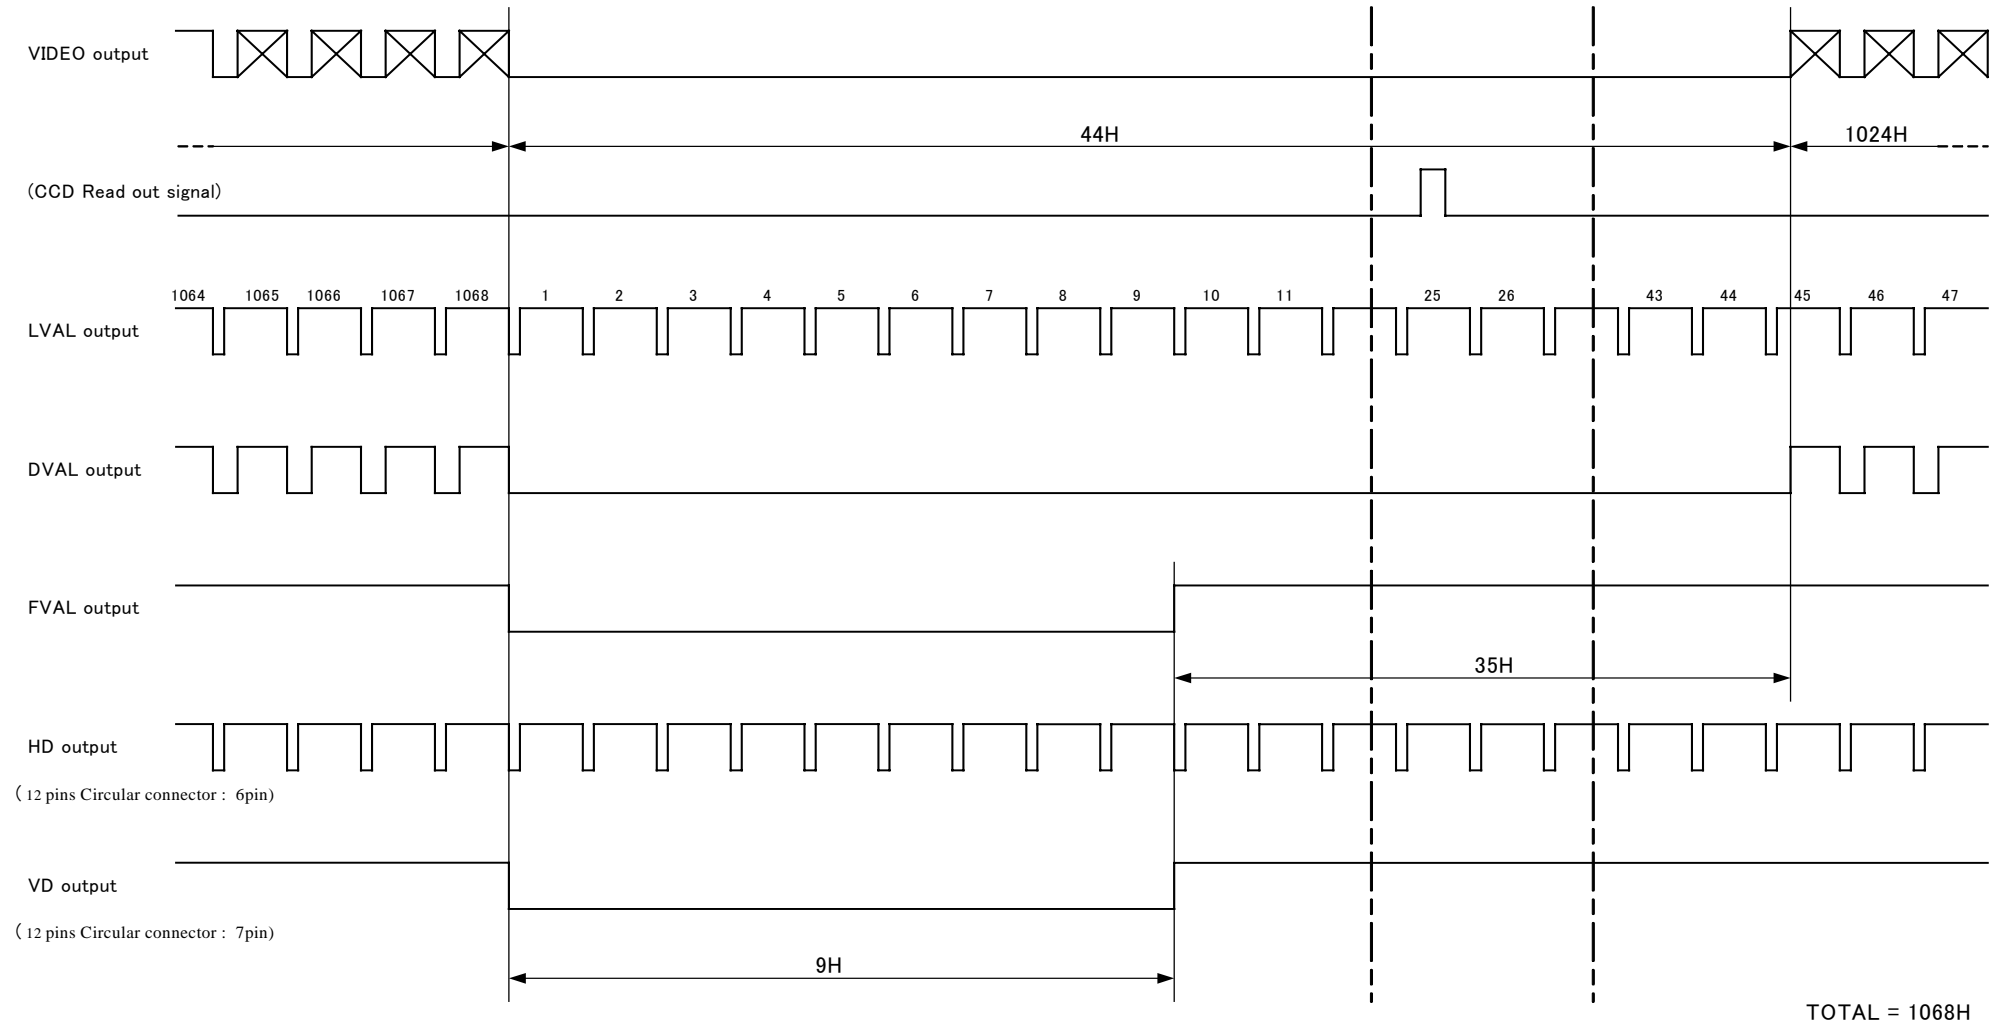 VIDEO output
44H
1024H
(CCD Read out signal)
1064 1065 1066 1067 1068 1 2 3 4 5 6 7 8 9 10 11 25 26 43 44 45 46 47
LVAL output
DVAL output
FVAL output
35H
HD output
( 12 pins Circular connector : 6pin)
VD output
( 12 pins Circular connector : 7pin)
9H
TOTAL = 1068H